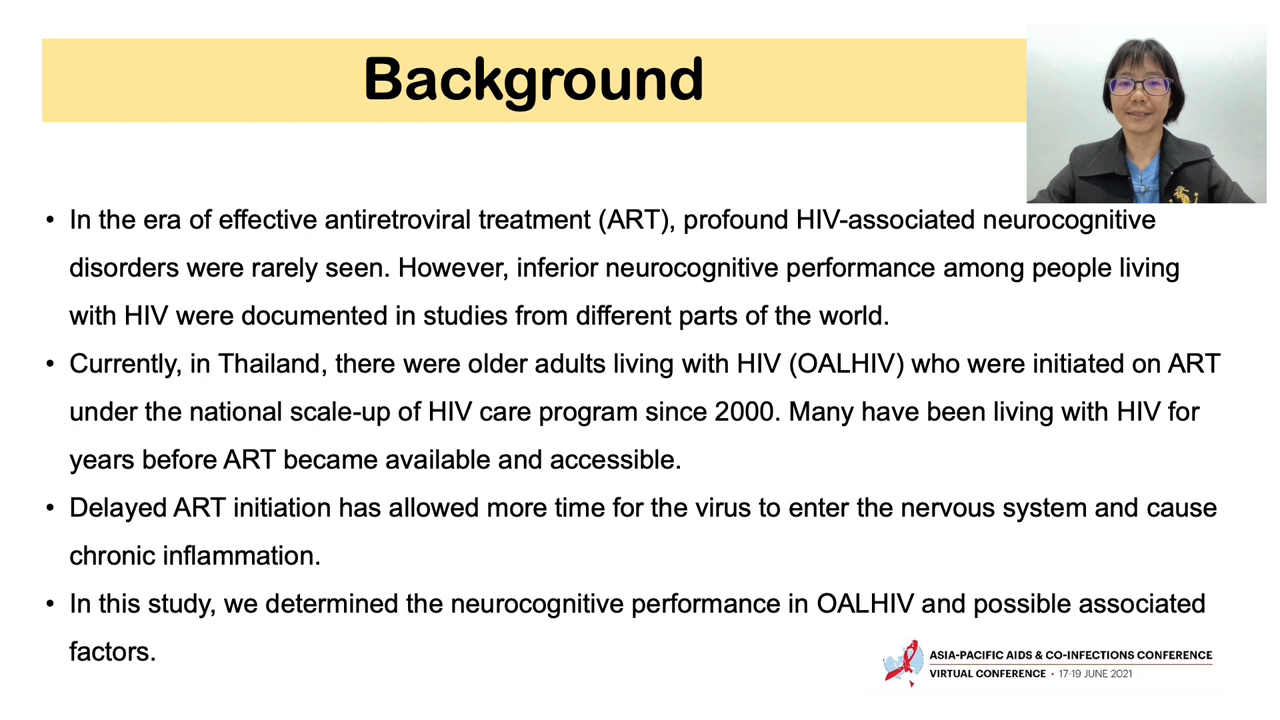 Background
• In the era of effective antiretroviral treatment (ART), profound HIV-associated neurocognitive
disorders were rarely seen. However, inferior neurocognitive performance among people living
with HIV were documented in studies from different parts of the world.
• Currently, in Thailand, there were older adults living with HIV (OALHIV) who were initiated on ART
under the national scale-up of HIV care program since 2000. Many have been living with HIV for
years before ART became available and accessible.
• Delayed ART initiation has allowed more time for the virus to enter the nervous system and cause
chronic inflammation.
• In this study, we determined the neurocognitive performance in OALHIV and possible associated
factors.
ASIA-PACIFIC AIDS & CO-INFECTIONS CONFERENCE
VIRTUAL CONFERENCE • 17-19 JUNE 2021